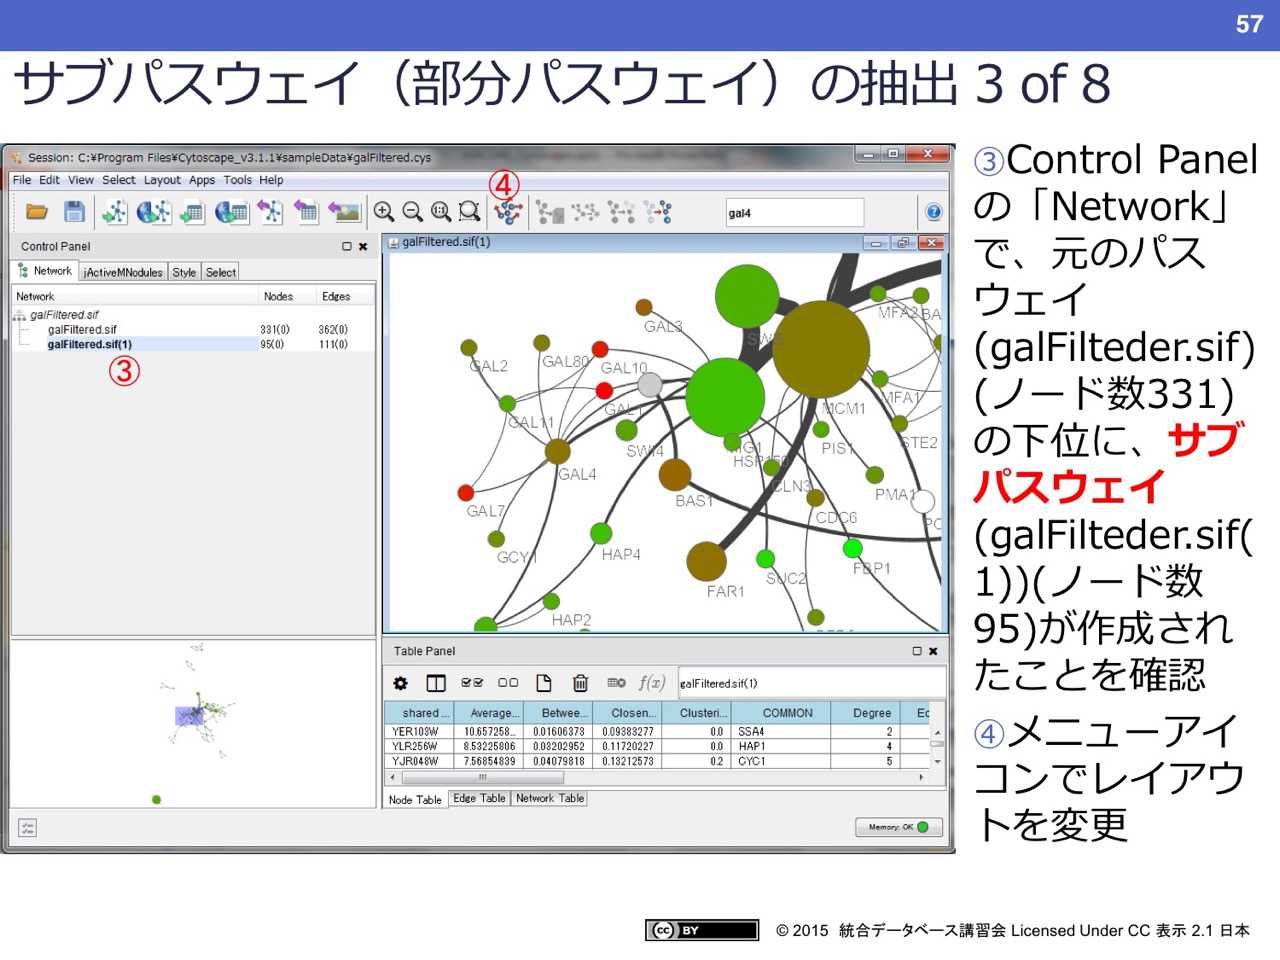 57
サブパスウェイ（部分パスウェイ）の抽出 3 of 8
Session: C:¥Program Files¥Cytoscape_v3.1.1¥sampleData¥galFiltered.cys
File Edit View Select Layout Apps Tools Help
④
gal4
Control Panel
Network jActiveMNodules Style Select
Network Nodes Edges
galFiltered.sif
galFiltered.sif 331(0) 362(0)
galFiltered.sif(1) 95(0) 111(0)
③
galFiltered.sif(1)
GAL3
MFA2
GAL2
GAL80
GAL10
GAL11
MCM1
MFA1
STE2
SWI4
HSP150
PIS1
GAL4
BAS1
CLN3
PMA1
GAL7
CDC6
GCY1
HAP4
FAR1
SUC2
FBP1
HAP2
Table Panel
f(x) galFiltered.sif(1)
shared ... Average... Betwee... Closen... Clusteri... COMMON Degree Ec
YER103W 10.657258... 0.01606373 0.09383277 0.0 SSA4 2
YLR256W 8.53225806 0.03202952 0.11720227 0.0 HAP1 4
YJR048W 7.56854839 0.04079818 0.13212573 0.2 CYC1 5
Node Table Edge Table Network Table
Memory: OK
③Control Panel
の「Network」
で、元のパス
ウェイ
(galFilteder.sif)
(ノード数331)
の下位に、サブ
パスウェイ
(galFilteder.sif(
1))(ノード数
95)が作成され
たことを確認
④メニューアイ
コンでレイアウ
トを変更
cc BY
© 2015 統合データベース講習会 Licensed Under CC 表示 2.1 日本